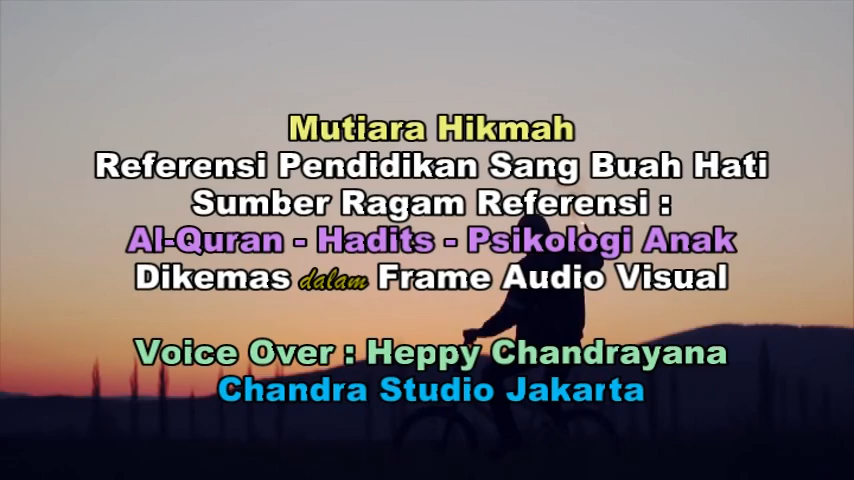 Mutiara Hikmah
Referensi Pendidikan Sang Buah Hati
Sumber Ragam Referensi :
Al-Quran - Hadits - Psikologi Anak
Dikemas dalam Frame Audio Visual
Voice Over : Heppy Chandrayana
Chandra Studio Jakarta